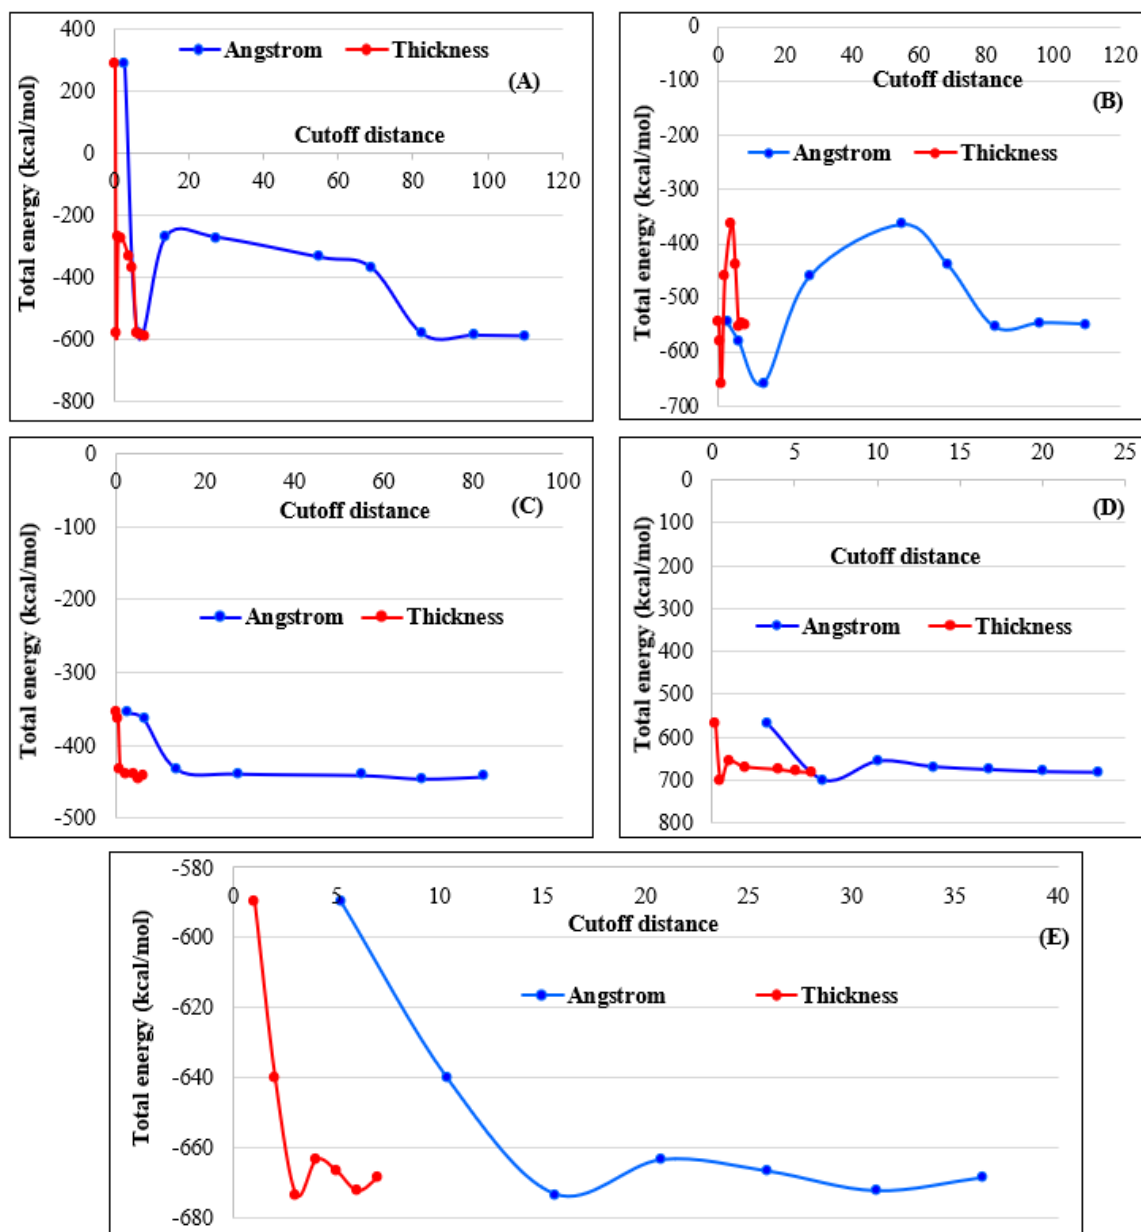 400
Angstrom Thickness
200
(A)
Cutoff distance
0
0 20 40 60 80 100 120
-200
-400
-600
-800
Total energy (kcal/mol)
0
0 20 40 60 80 100 120
Cutoff distance
-100
(B)
-200
Angstrom Thickness
-300
-400
-500
-600
-700
Total energy (kcal/mol)
0
0 20 40 60 80 100
Cutoff distance
(C)
-100
-200
Angstrom Thickness
-300
-400
-500
Total energy (kcal/mol)
0 5 10 15 20 25
0
100
(D)
Cutoff distance
200
300
Angstrom Thickness
400
500
600
700
800
Total energy (kcal/mol)
-580
0 5 10 15 20 25 30 35 40
Cutoff distance
-600
(E)
Angstrom Thickness
-620
-640
-660
-680
Total energy (kcal/mol)